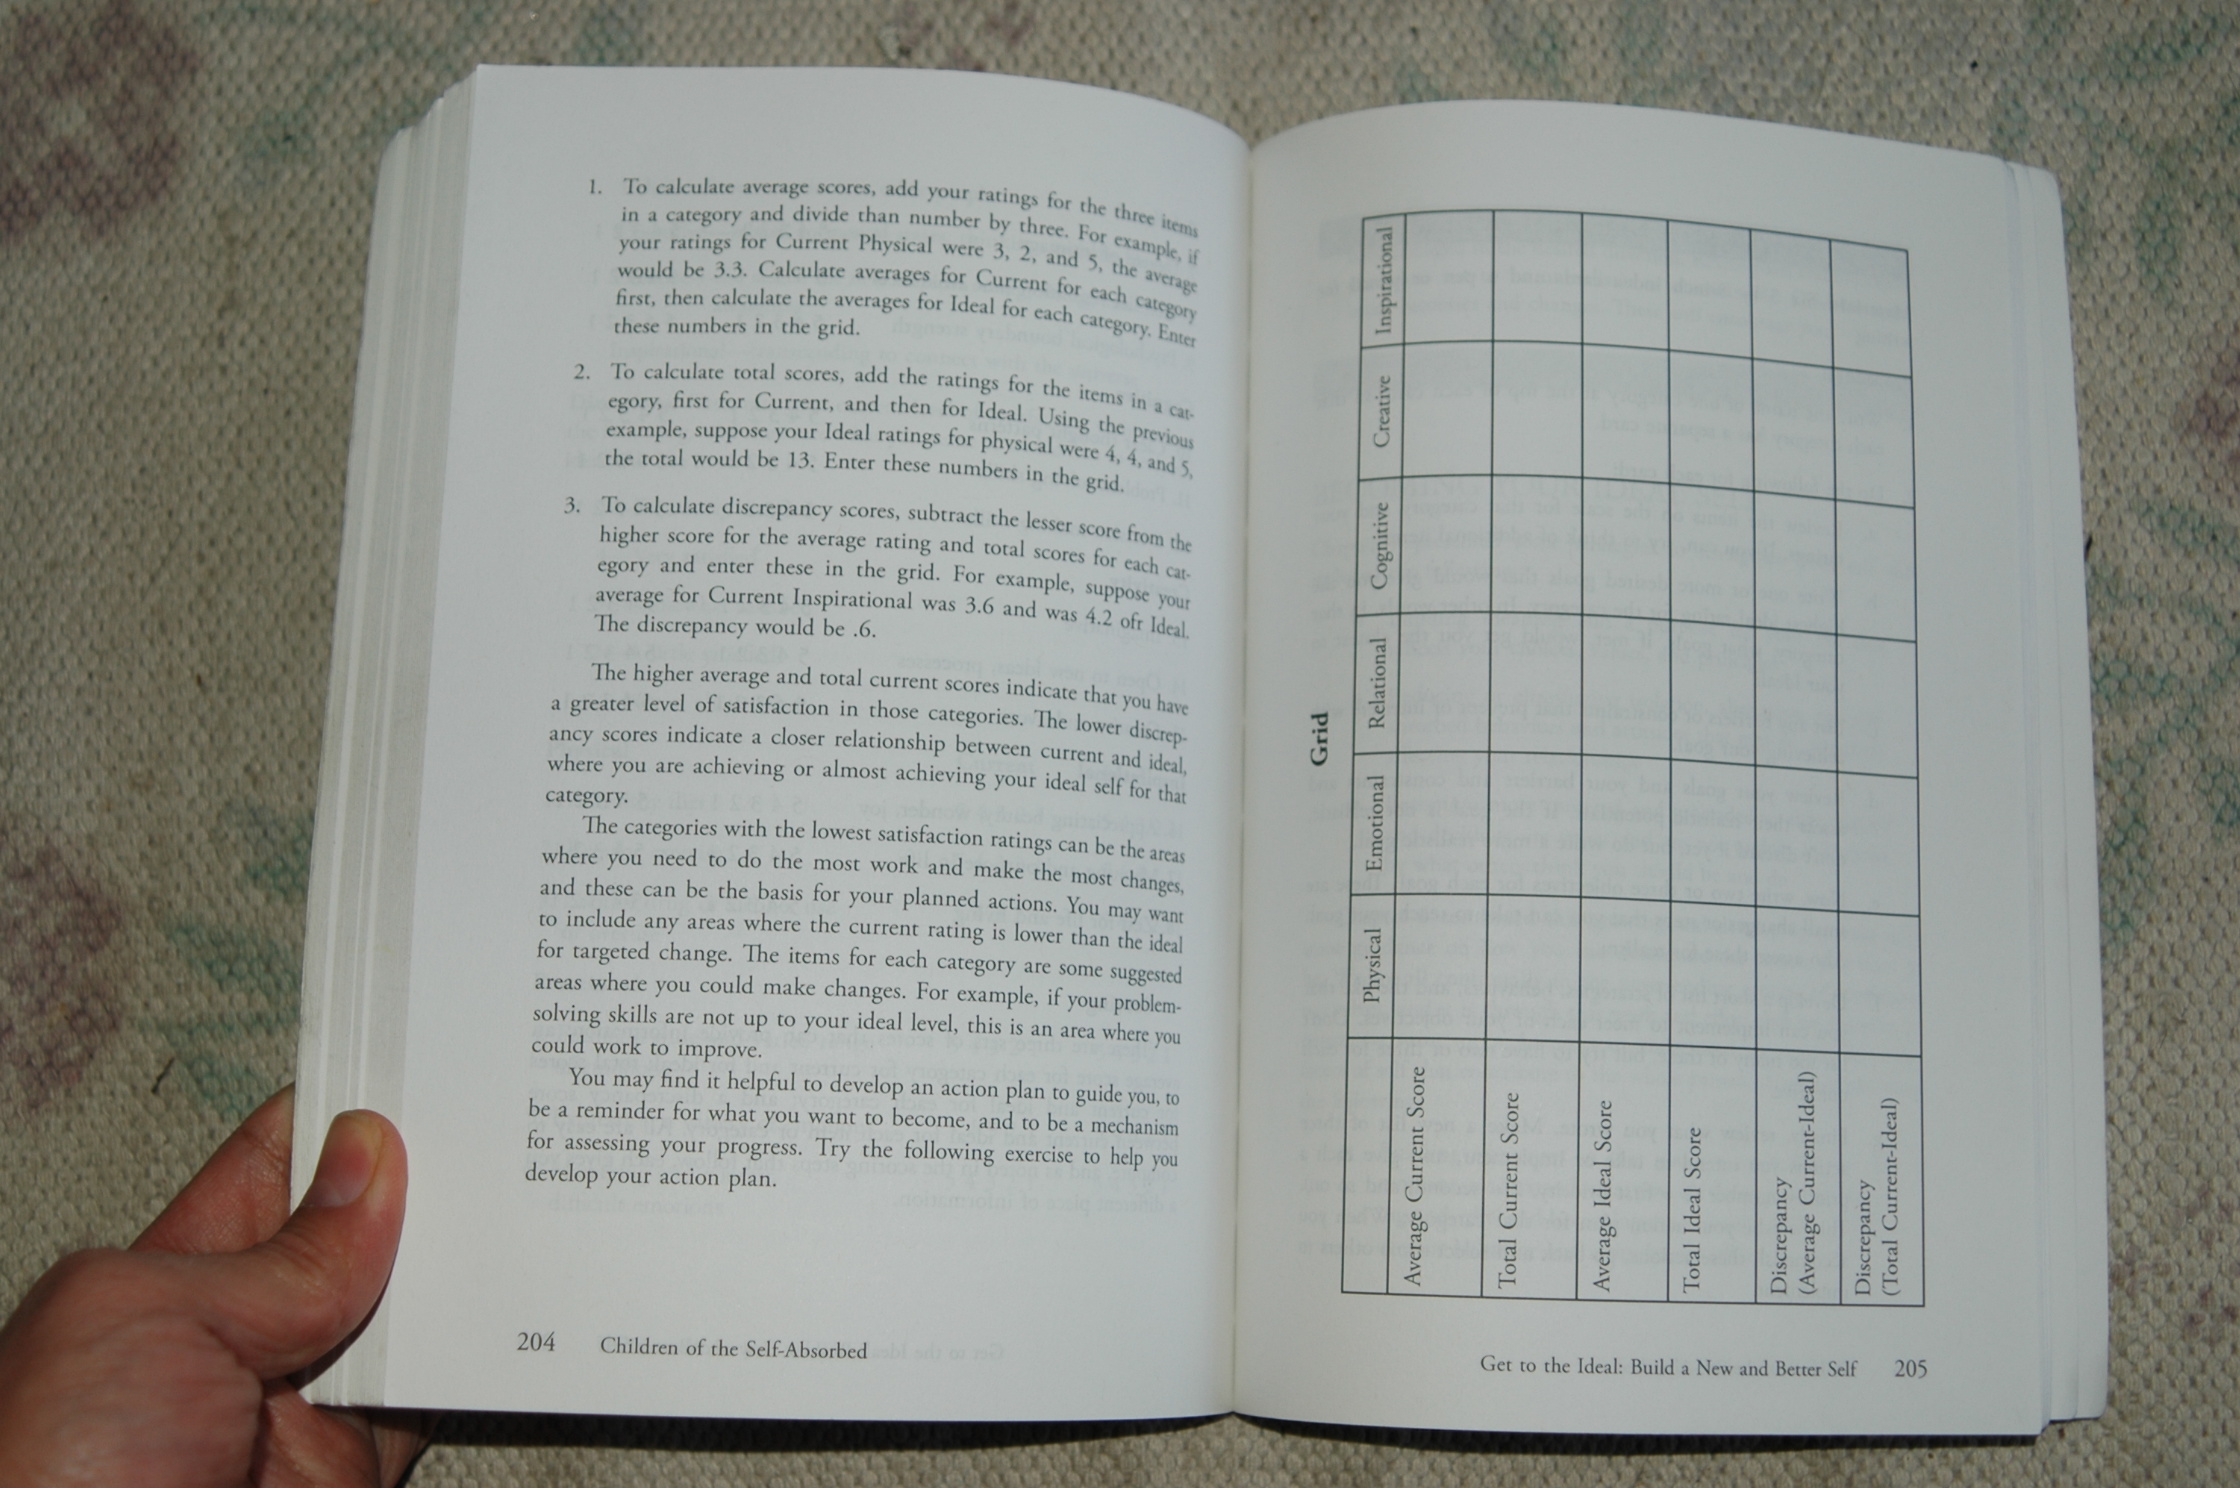 1. To calculate average scores, add your ratings for the three items
in a category and divide than number by three. For example, if
your ratings for Current Physical were 3, 2, and 5, the average
would be 3.3. Calculate averages for Current for each category
first, then calculate the averages for Ideal for each category. Enter
these numbers in the grid.
2. To calculate total scores, add the ratings for the items in a cat-
egory, first for Current, and then for Ideal. Using the previous
example, suppose your Ideal ratings for physical were 4, 4, and 5,
the total would be 13. Enter these numbers in the grid.
3. To calculate discrepancy scores, subtract the lesser score from the
higher score for the average rating and total scores for each cat-
egory and enter these in the grid. For example, suppose your
average for Current Inspirational was 3.6 and was 4.2 ofr Ideal.
The discrepancy would be .6.
The higher average and total current scores indicate that you have
a greater level of satisfaction in those categories. The lower discrep-
ancy scores indicate a closer relationship between current and ideal,
where you are achieving or almost achieving your ideal self for that
category.
The categories with the lowest satisfaction ratings can be the areas
where you need to do the most work and make the most changes,
and these can be the basis for your planned actions. You may want
to include any areas where the current rating is lower than the ideal
for targeted change. The items for each category are some suggested
areas where you could make changes. For example, if your problem-
solving skills are not up to your ideal level, this is an area where you
could work to improve.
You may find it helpful to develop an action plan to guide you, to
be a reminder for what you want to become, and to be a mechanism
for assessing your progress. Try the following exercise to help you
develop your action plan.
204 Children of the Self-Absorbed
Grid
Physical Emotional Relational Cognitive Creative Inspirational
Average Current Score
Total Current Score
Average Ideal Score
Total Ideal Score
Discrepancy
(Average Current-Ideal)
Discrepancy
(Total Current-Ideal)
Get to the Ideal: Build a New and Better Self 205